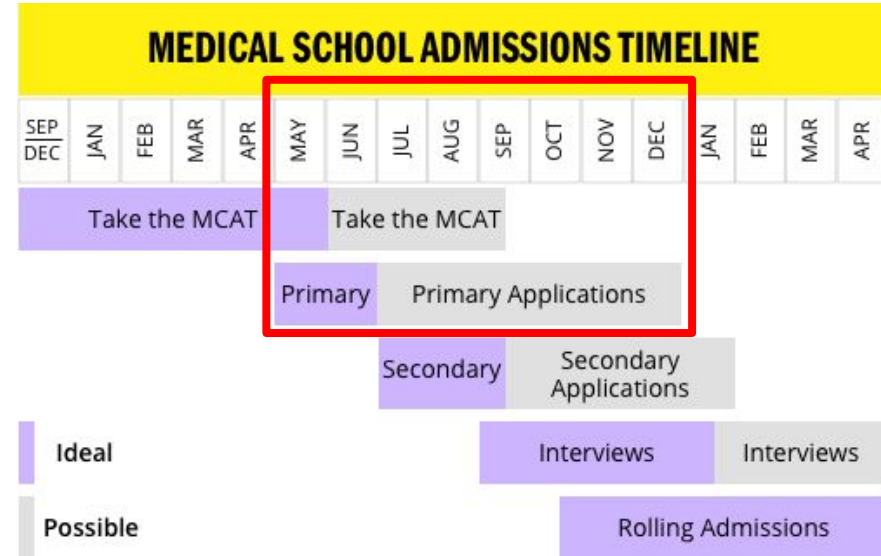 MEDICAL SCHOOL ADMISSIONS TIMELINE
SEP
DEC
JAN
FEB
MAR
APR
MAY
JUN
JUL
AUG
SEP
OCT
NOV
DEC
JAN
FEB
MAR
APR
Take the MCAT
Take the MCAT
Primary
Primary Applications
Secondary
Secondary
Applications
Ideal
Interviews
Interviews
Possible
Rolling Admissions